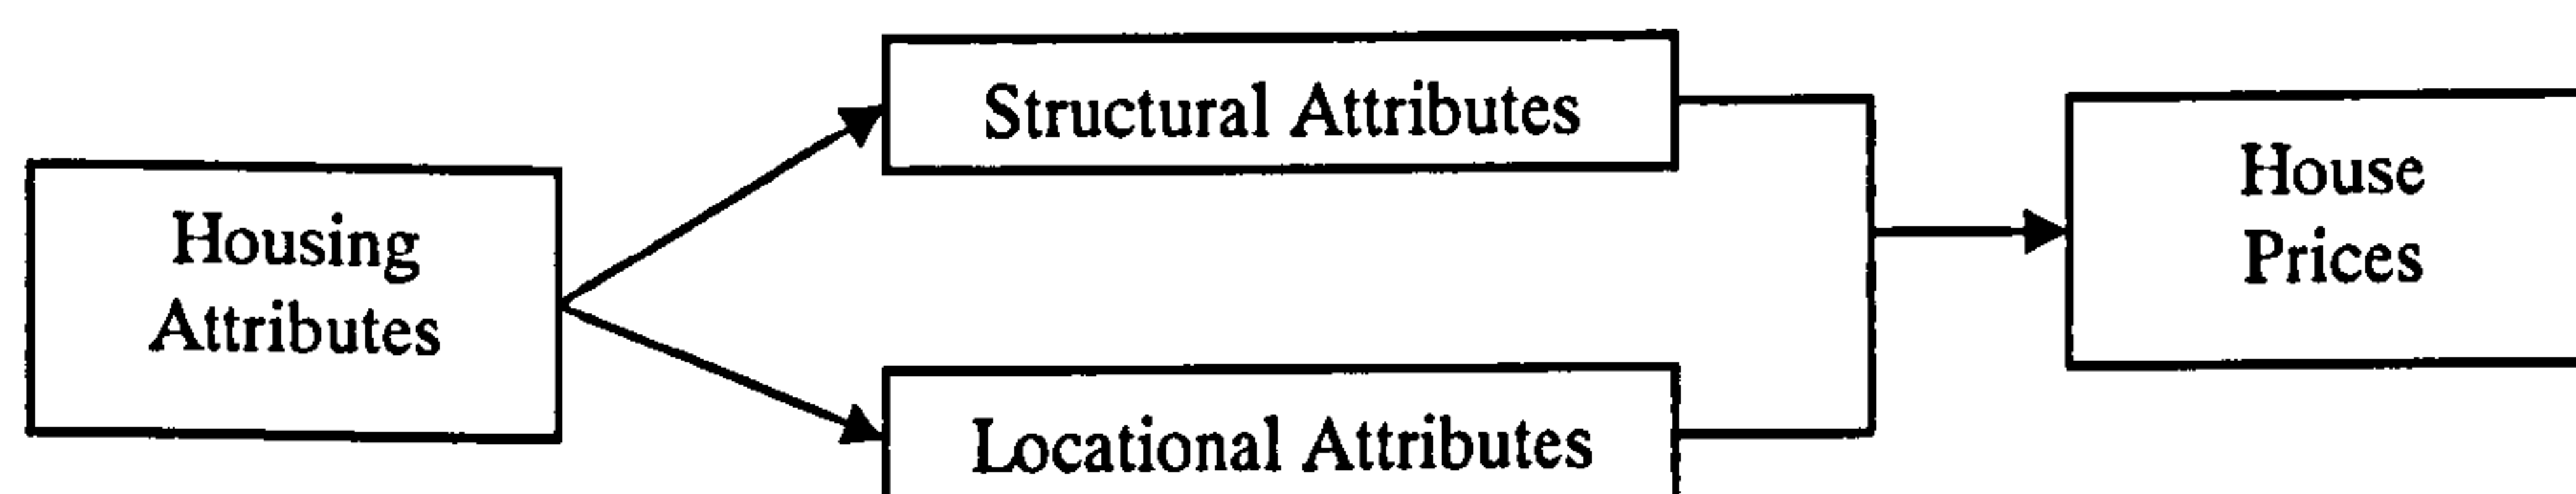 Structural Attributes
Housing
Attributes
Locational Attributes
House
Prices